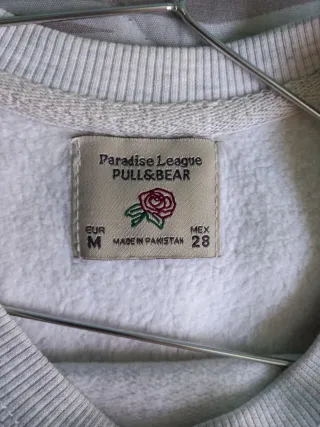 Paradise League
PULL&BEAR
EUR MEX
M MADE IN PAKISTAN 28